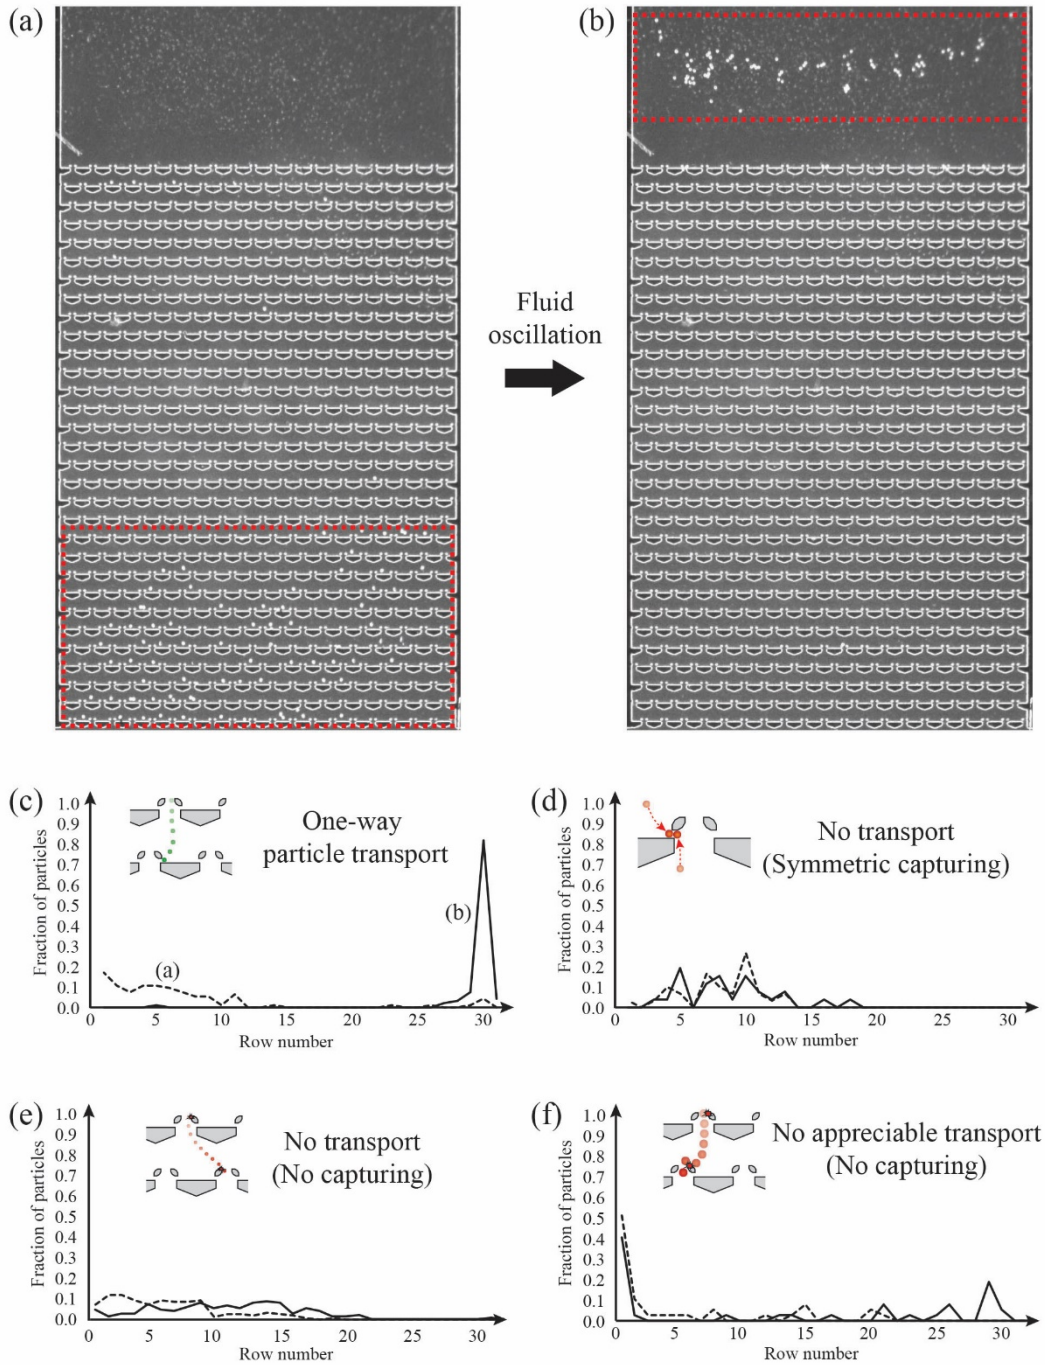 (a)
(b)
Fluid
oscillation
(c)
One-way
particle transport
(a)
(b)
Fraction of particles
1.0
0.9
0.8
0.7
0.6
0.5
0.4
0.3
0.2
0.1
0.0
0 5 10 15 20 25 30
Row number
(d)
No transport
(Symmetric capturing)
Fraction of particles
1.0
0.9
0.8
0.7
0.6
0.5
0.4
0.3
0.2
0.1
0.0
0 5 10 15 20 25 30
Row number
(e)
No transport
(No capturing)
Fraction of particles
1.0
0.9
0.8
0.7
0.6
0.5
0.4
0.3
0.2
0.1
0.0
0 5 10 15 20 25 30
Row number
(f)
No appreciable transport
(No capturing)
Fraction of particles
1.0
0.9
0.8
0.7
0.6
0.5
0.4
0.3
0.2
0.1
0.0
0 5 10 15 20 25 30
Row number